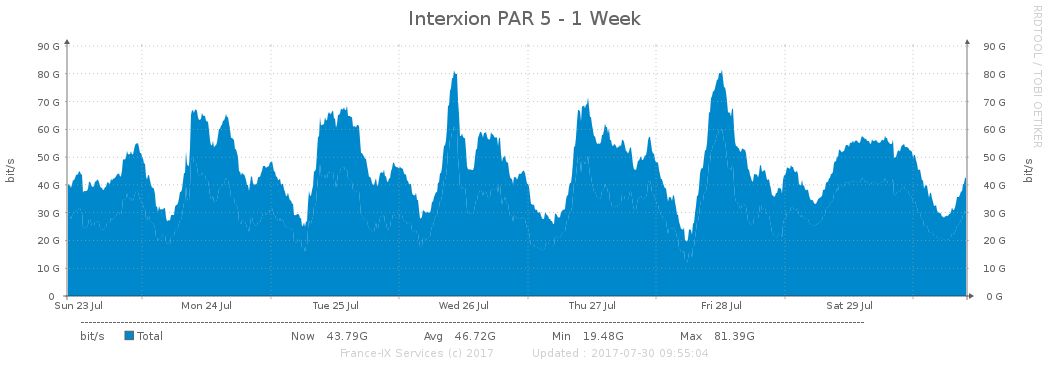 Interxion PAR 5 - 1 Week
RRDTOOL / TOBI OETIKER
bit/s
90 G 90 G
80 G 80 G
70 G 70 G
60 G 60 G
50 G 50 G
40 G 40 G
30 G 30 G
20 G 20 G
10 G 10 G
0 0 G
bit/s
Sun 23 Jul Mon 24 Jul Tue 25 Jul Wed 26 Jul Thu 27 Jul Fri 28 Jul Sat 29 Jul
bit/s Total Now 43.79G Avg 46.72G Min 19.48G Max 81.39G
France-IX Services (c) 2017 Updated : 2017-07-30 09:55:04